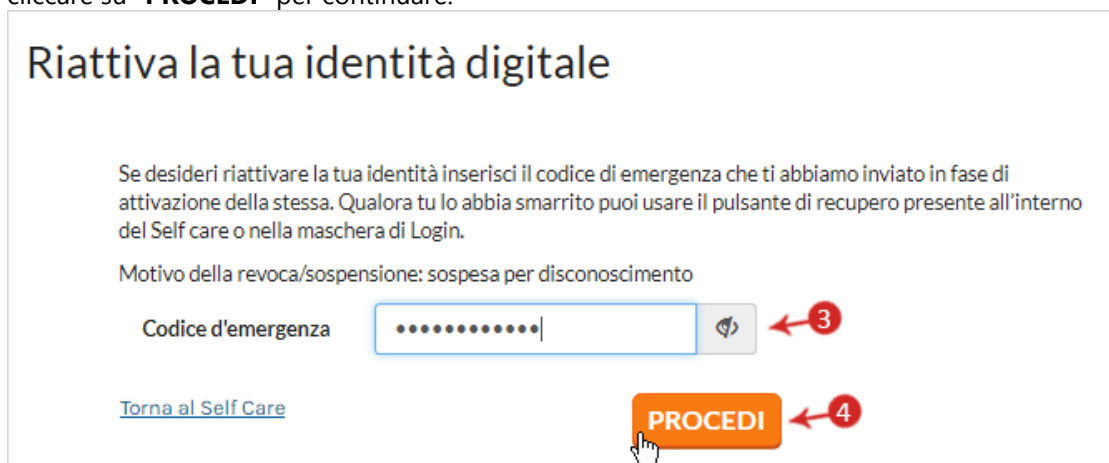 cliccare su "PROCEDI" per continuare.
Riattiva la tua identità digitale
Se desideri riattivare la tua identità inserisci il codice di emergenza che ti abbiamo inviato in fase di
attivazione della stessa. Qualora tu lo abbia smarrito puoi usare il pulsante di recupero presente all'interno
del Self care o nella maschera di Login.
Motivo della revoca/sospensione: sospesa per disconoscimento
Codice d'emergenza •••••••••••• 3
Torna al Self Care PROCEDI 4